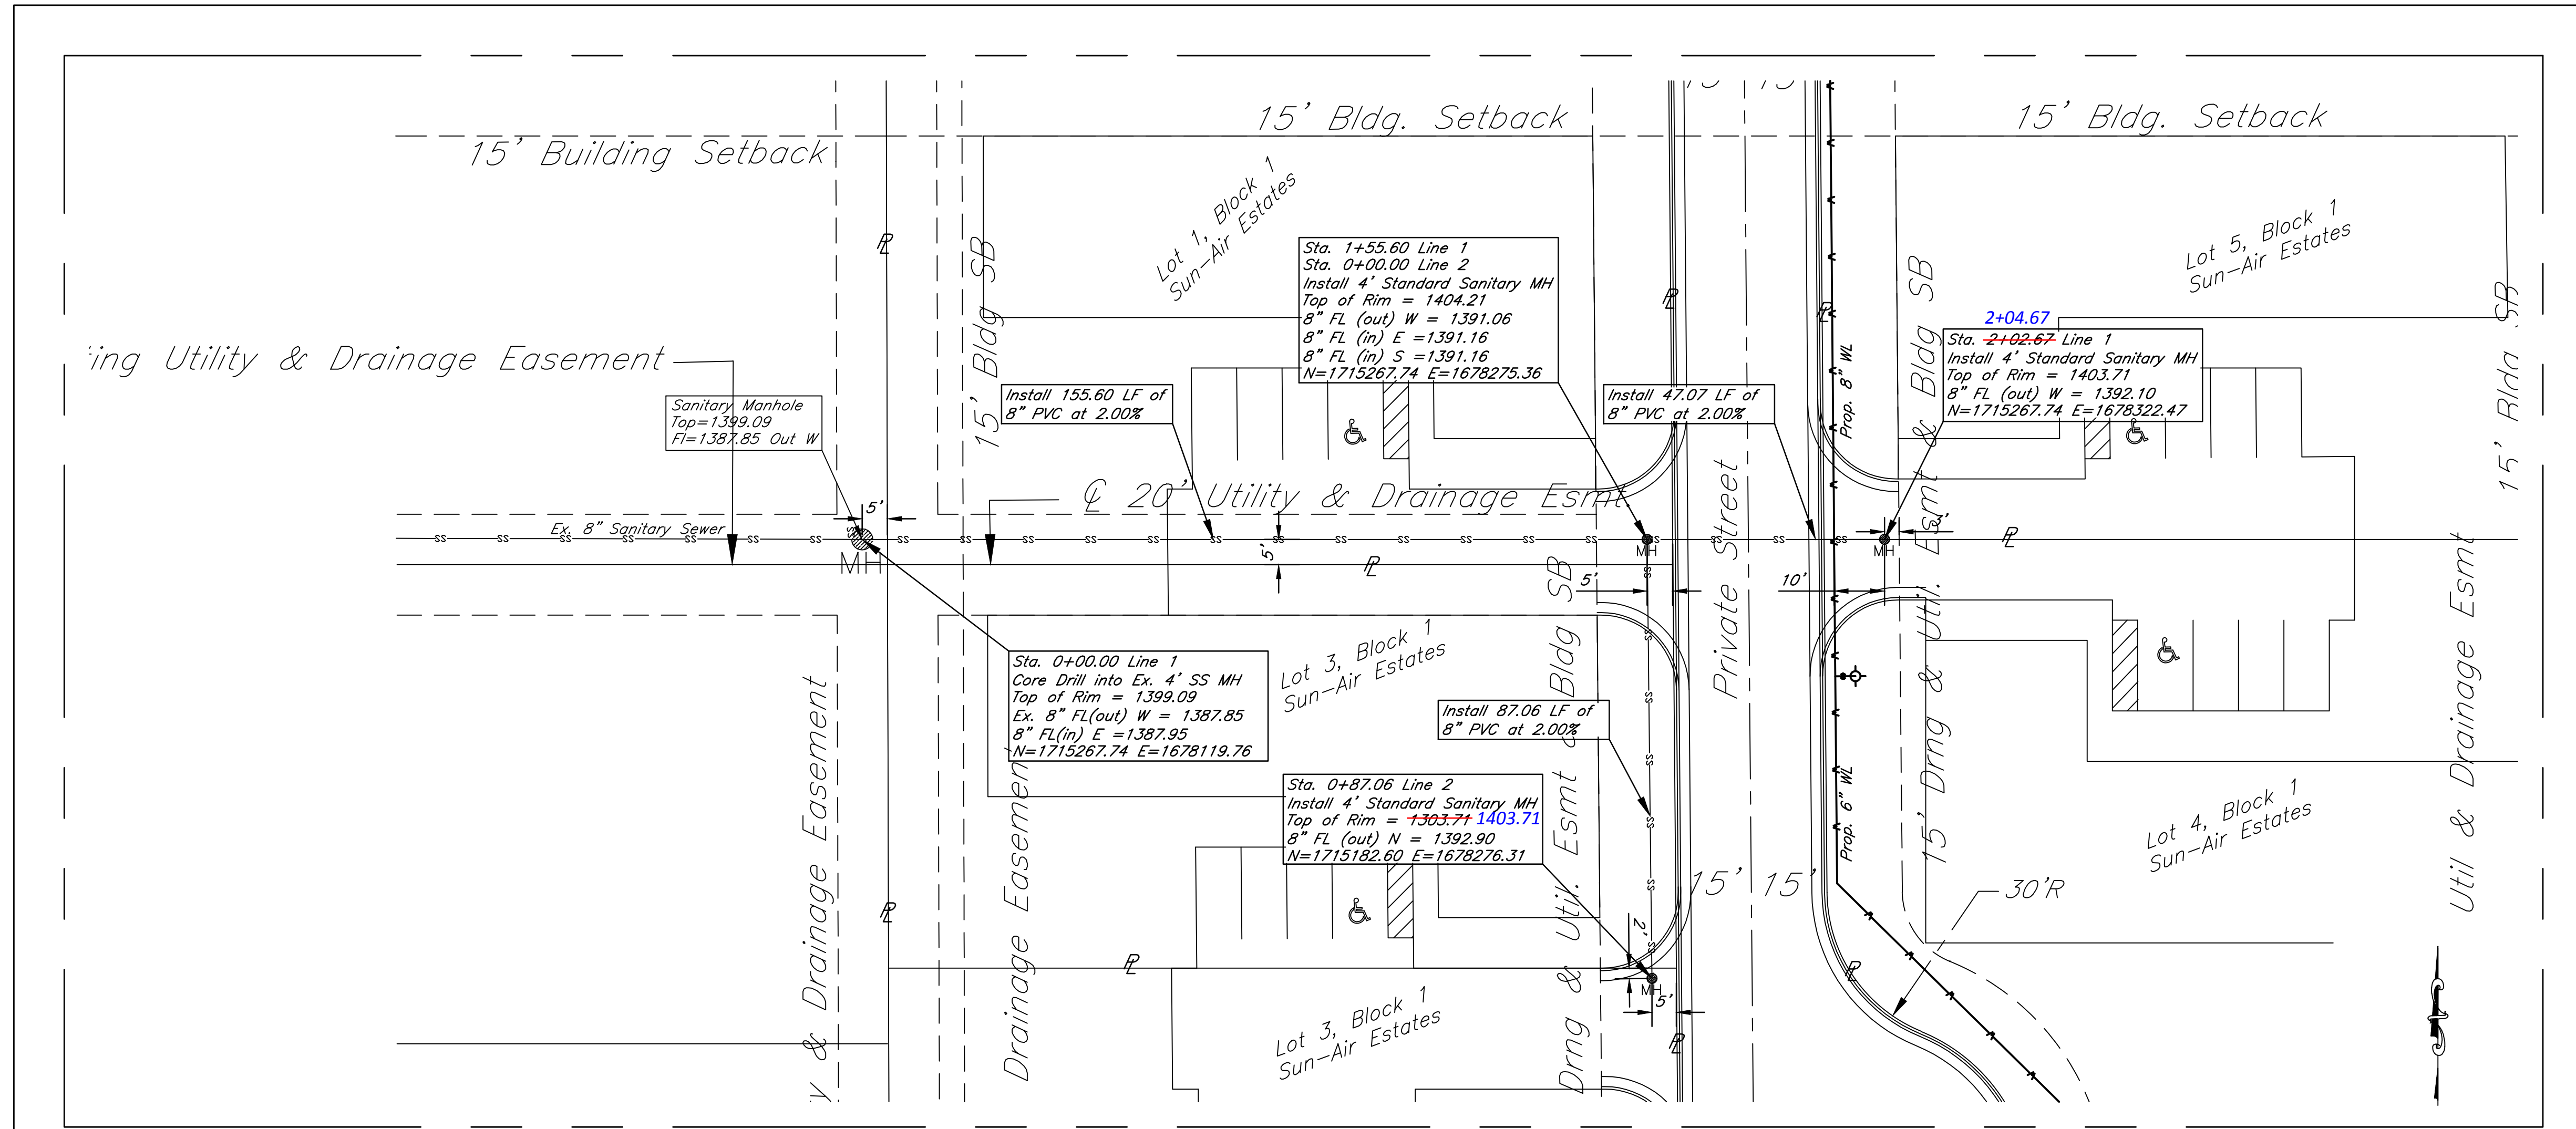 15' Building Setback
15' Bldg. Setback
15' 15'
15' Bldg. Setback
Lot 1, Block 1
Sun-Air Estates
Lot 5, Block 1
Sun-Air Estates
15' Bldg SB
Sta. 1+55.60 Line 1
Sta. 0+00.00 Line 2
Install 4' Standard Sanitary MH
Top of Rim = 1404.21
8" FL (out) W = 1391.06
8" FL (in) E =1391.16
8" FL (in) S =1391.16
N=1715267.74 E=1678275.36
2+04.67
Sta. 2+02.67 Line 1
Install 4' Standard Sanitary MH
Top of Rim = 1403.71
8" FL (out) W = 1392.10
N=1715267.74 E=1678322.47
ing Utility & Drainage Easement
Sanitary Manhole
Top=1399.09
Fl=1387.85 Out W
Install 155.60 LF of
8" PVC at 2.00%
Install 47.07 LF of
8" PVC at 2.00%
Prop. 8" WL
℄ 20' Utility & Drainage Esmt.
Ex. 8" Sanitary Sewer
5'
MH
5'
MH
MH
3'
5'
10'
Private Street
15' Drng & Util. Esmt & Bldg SB
Util & Drainage Esmt
Sta. 0+00.00 Line 1
Core Drill into Ex. 4' SS MH
Top of Rim = 1399.09
Ex. 8" FL(out) W = 1387.85
8" FL(in) E =1387.95
N=1715267.74 E=1678119.76
Lot 3, Block 1
Sun-Air Estates
Install 87.06 LF of
8" PVC at 2.00%
Sta. 0+87.06 Line 2
Install 4' Standard Sanitary MH
Top of Rim = 1303.71 1403.71
8" FL (out) N = 1392.90
N=1715182.60 E=1678276.31
Prop. 6" WL
Lot 4, Block 1
Sun-Air Estates
y & Drainage Easement
Drainage Easement
Drng & Util. Esmt & Bldg SB
15' 15'
30'R
2'
MH
5'
Lot 3, Block 1
Sun-Air Estates